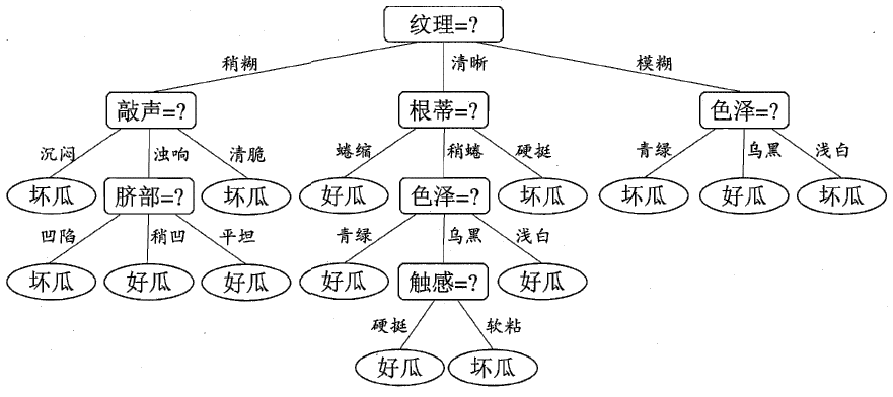 纹理=?
稍糊 清晰 模糊
敲声=? 根蒂=? 色泽=?
沉闷 浊响 清脆 蜷缩 稍蜷 硬挺 青绿 乌黑 浅白
坏瓜 脐部=? 坏瓜 好瓜 色泽=? 坏瓜 坏瓜 好瓜 坏瓜
凹陷 稍凹 平坦 青绿 乌黑 浅白
坏瓜 好瓜 好瓜 好瓜 触感=? 好瓜
硬挺 软粘
好瓜 坏瓜